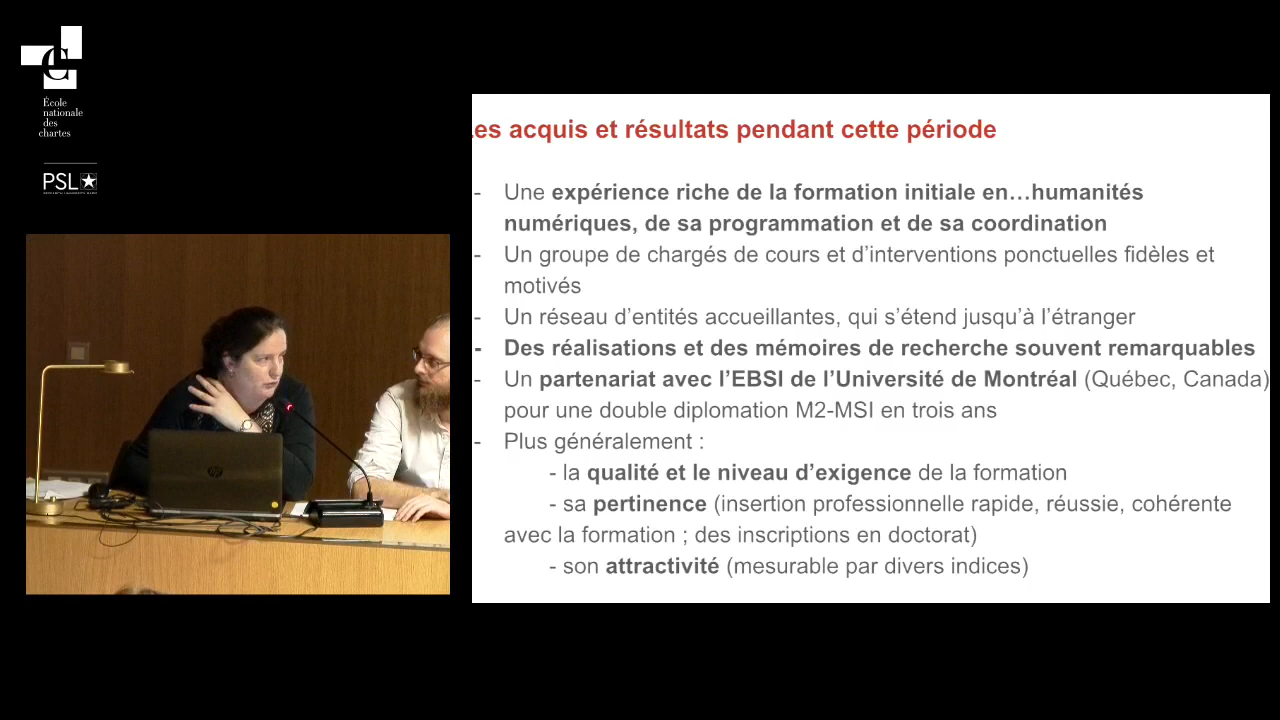 École
nationale
des
chartes
PSL
es acquis et résultats pendant cette période
- Une expérience riche de la formation initiale en…humanités
numériques, de sa programmation et de sa coordination
- Un groupe de chargés de cours et d’interventions ponctuelles fidèles et
motivés
- Un réseau d’entités accueillantes, qui s’étend jusqu’à l’étranger
- Des réalisations et des mémoires de recherche souvent remarquables
- Un partenariat avec l’EBSI de l’Université de Montréal (Québec, Canada)
pour une double diplomation M2-MSI en trois ans
- Plus généralement :
- la qualité et le niveau d’exigence de la formation
- sa pertinence (insertion professionnelle rapide, réussie, cohérente
avec la formation ; des inscriptions en doctorat)
- son attractivité (mesurable par divers indices)